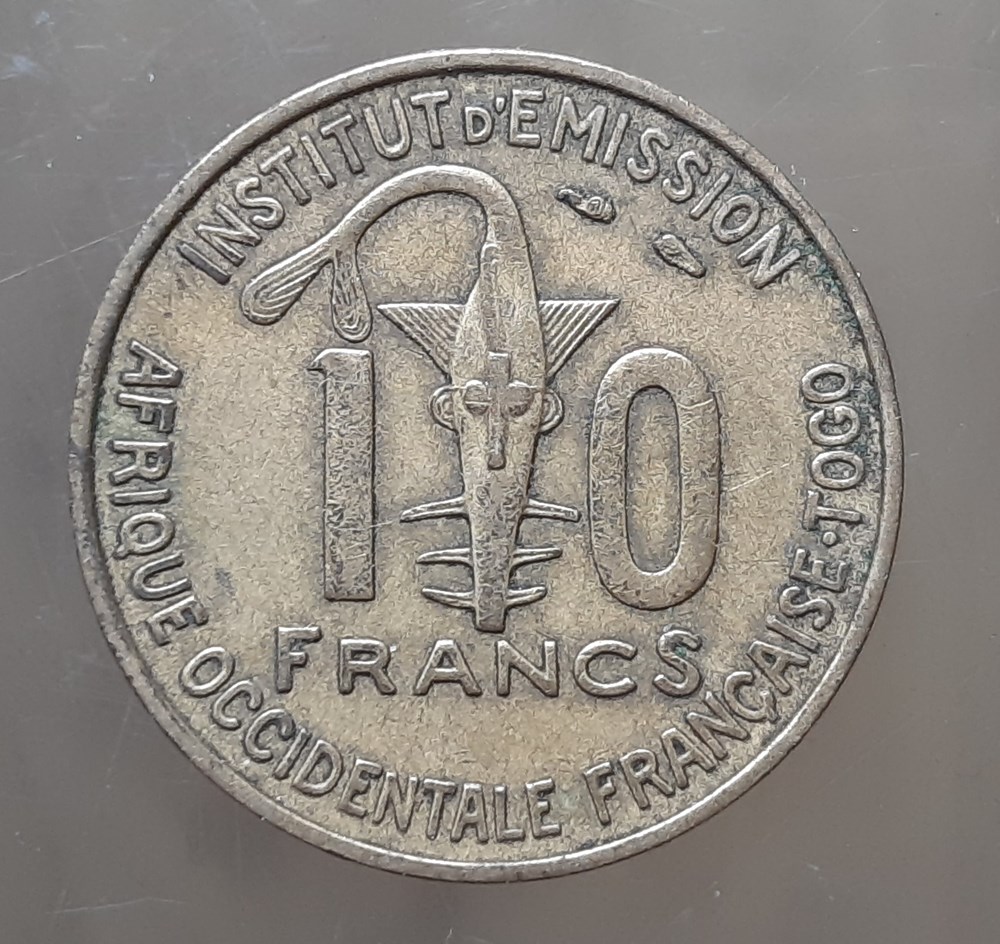 INSTITUT D'EMISSION
AFRIQUE OCCIDENTALE FRANÇAISE·TOGO
10
FRANCS